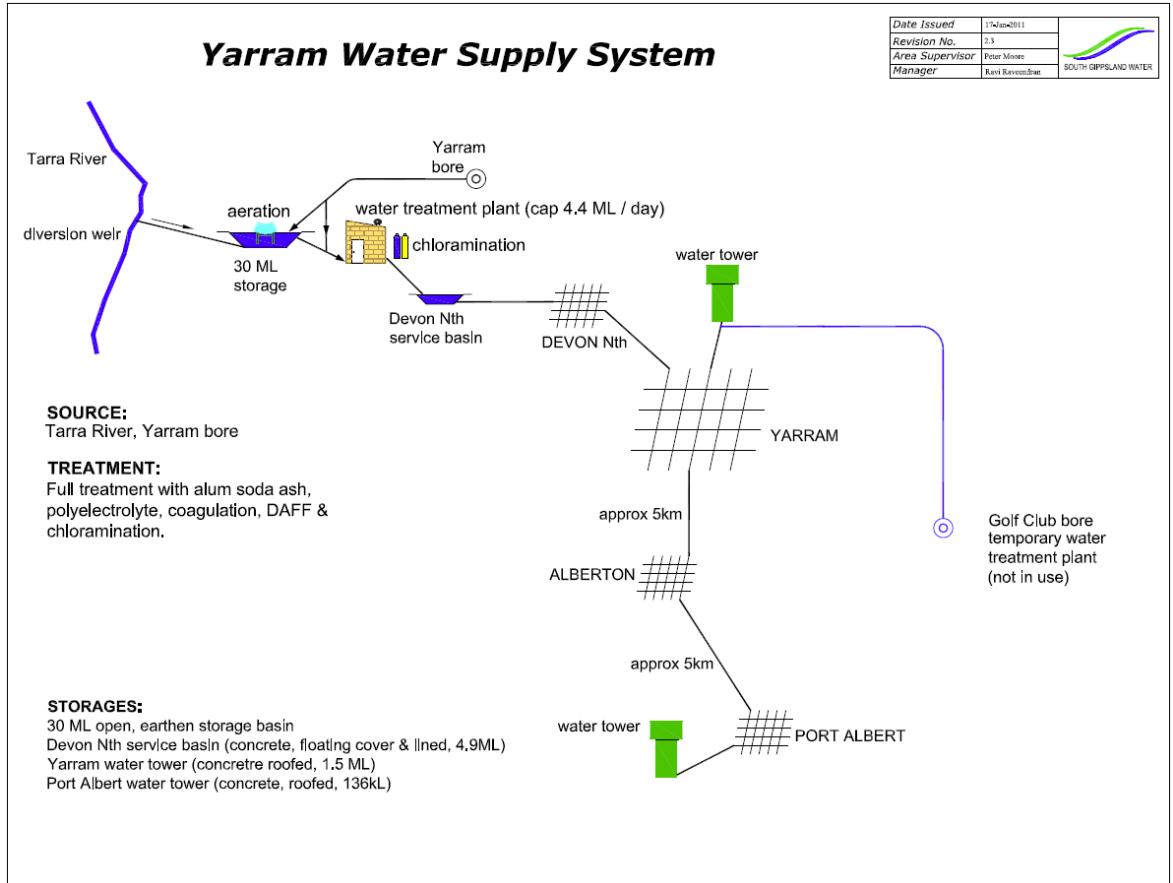 Yarram Water Supply System
Date Issued 17-Jan-2011
Revision No. 2.3
Area Supervisor Peter Moore
Manager Ravi Raveendran
SOUTH GIPPSLAND WATER
Tarra River
diversion weir
aeration
30 ML
storage
Yarram
bore
water treatment plant (cap 4.4 ML / day)
chloramination
Devon Nth
service basin
DEVON Nth
water tower
YARRAM
approx 5km
ALBERTON
approx 5km
water tower
PORT ALBERT
Golf Club bore
temporary water
treatment plant
(not in use)
SOURCE:
Tarra River, Yarram bore
TREATMENT:
Full treatment with alum soda ash,
polyelectrolyte, coagulation, DAFF &
chloramination.
STORAGES:
30 ML open, earthen storage basin
Devon Nth service basin (concrete, floating cover & lined, 4.9ML)
Yarram water tower (concretre roofed, 1.5 ML)
Port Albert water tower (concrete, roofed, 136kL)